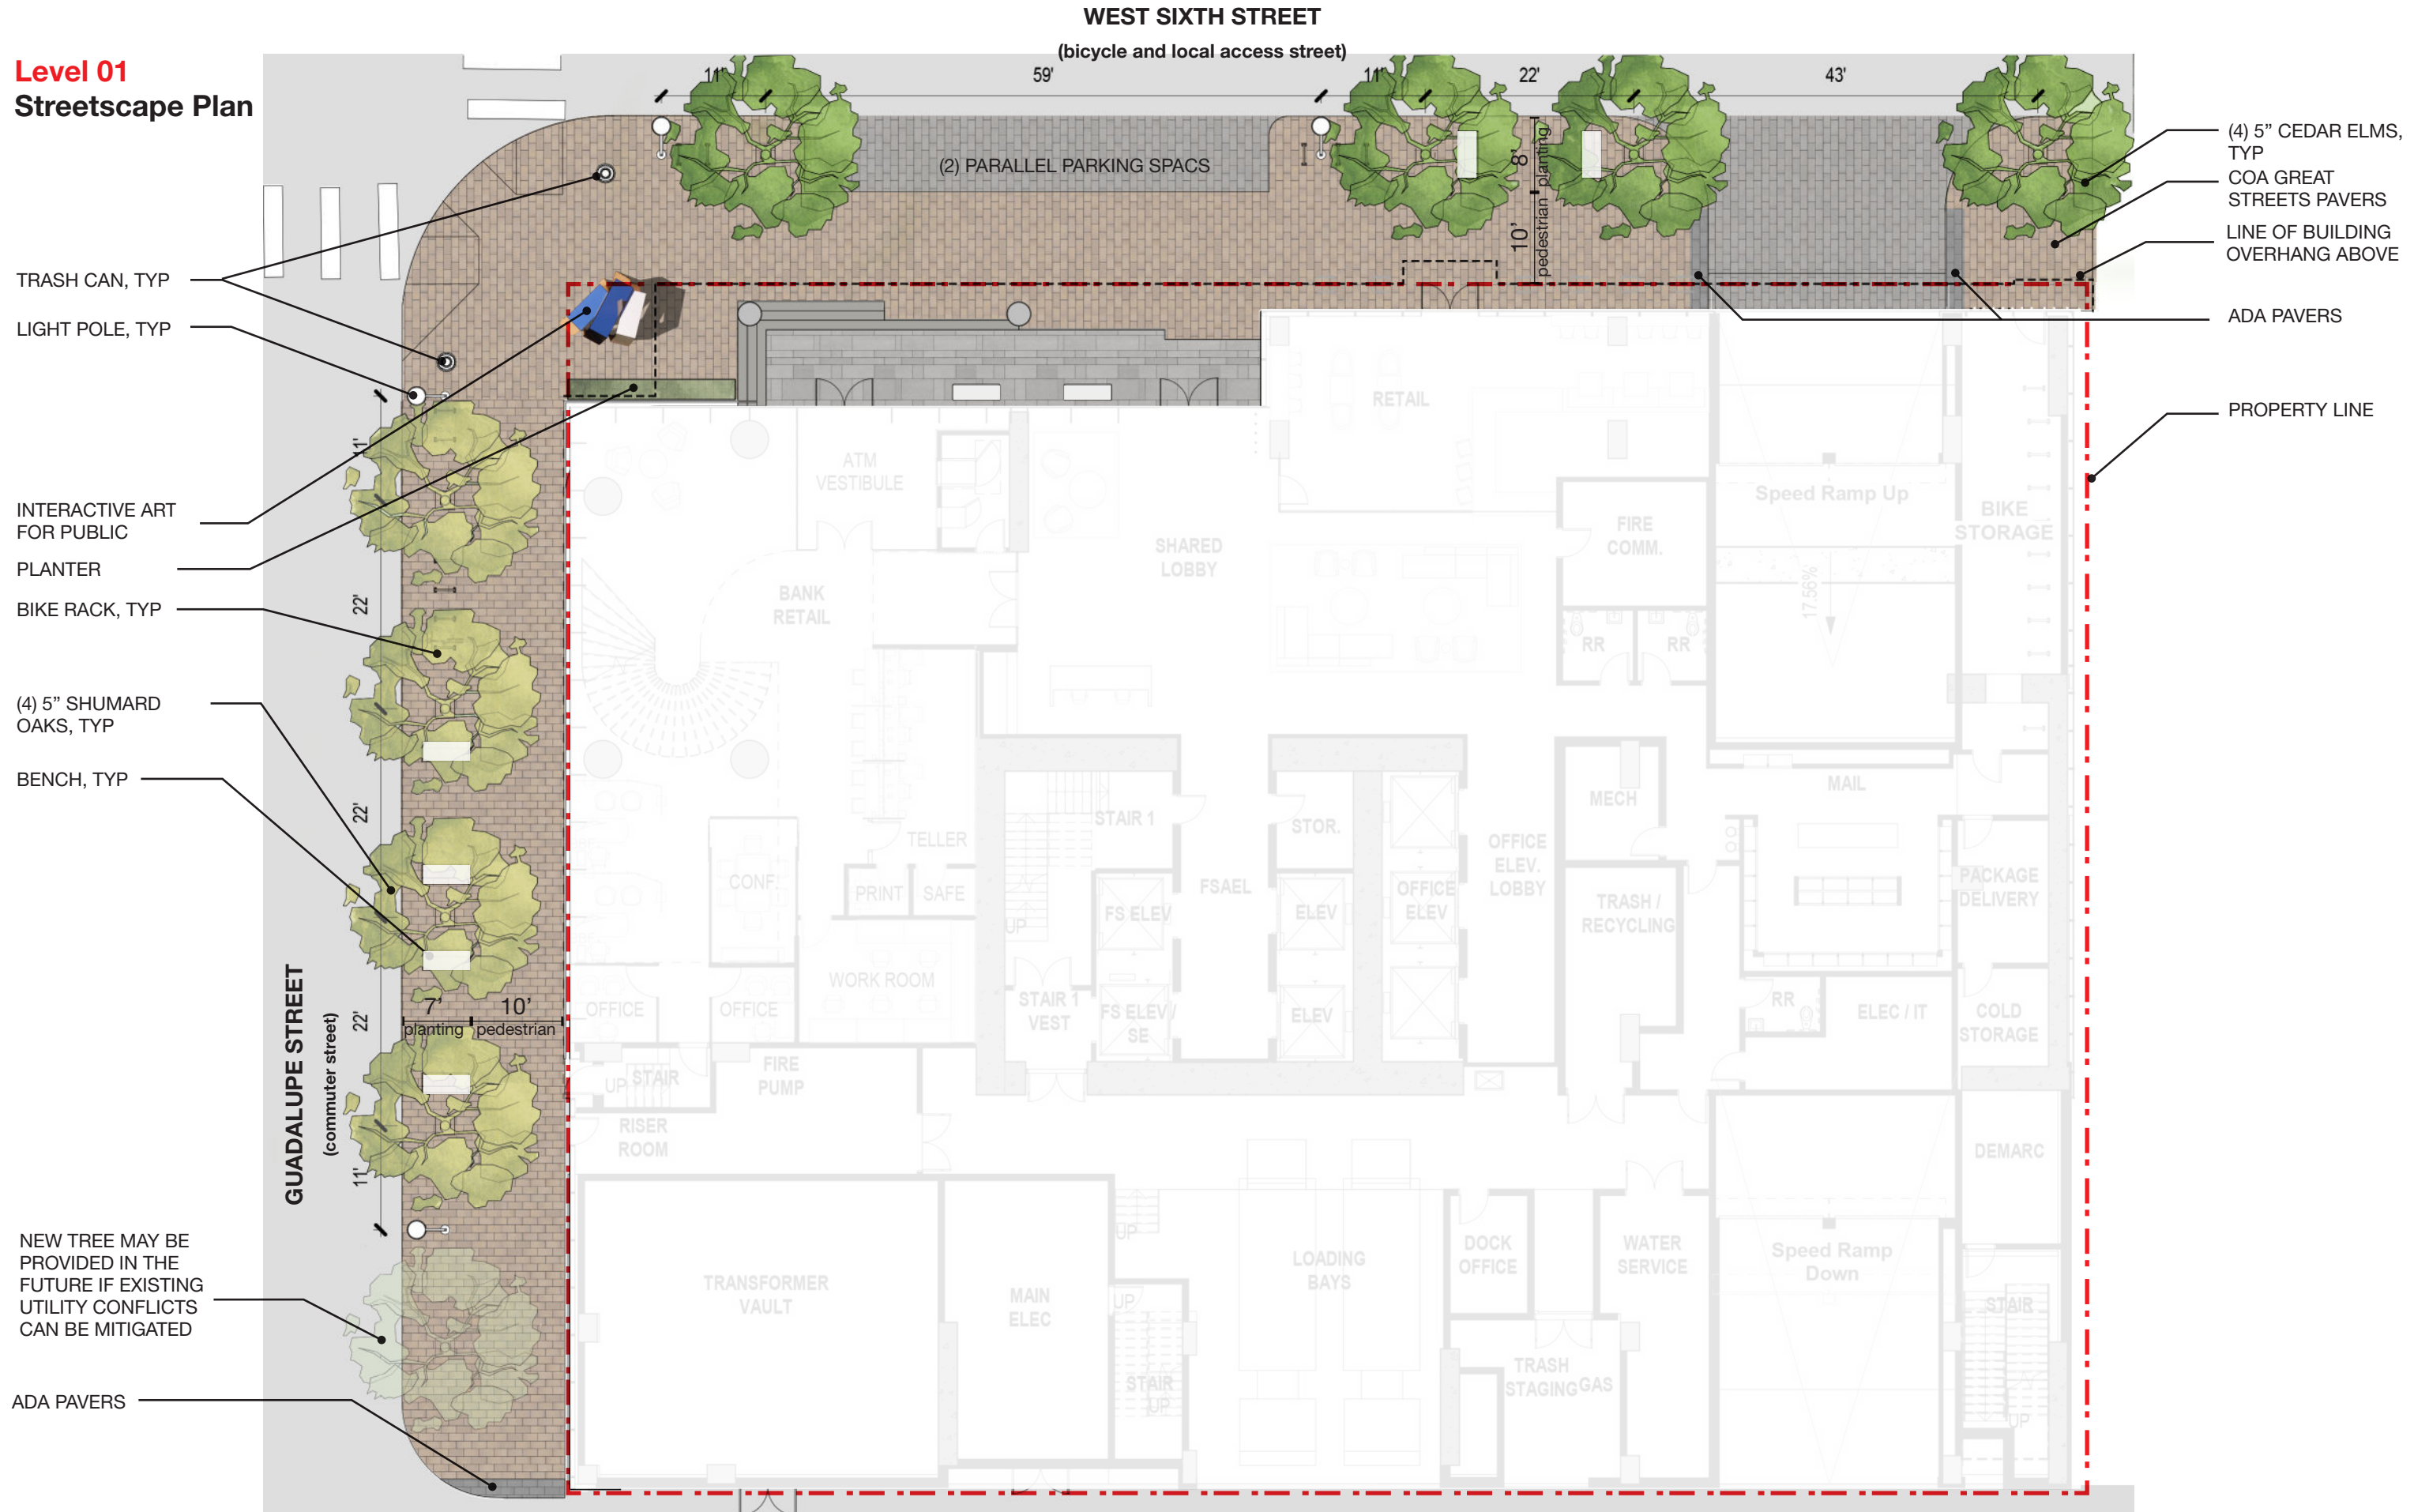 WEST SIXTH STREET
(bicycle and local access street)
Level 01
Streetscape Plan
11'
59'
11'
22'
43'
(2) PARALLEL PARKING SPACS
8'
planting
10'
pedestrian
(4) 5” CEDAR ELMS,
TYP
COA GREAT
STREETS PAVERS
LINE OF BUILDING
OVERHANG ABOVE
ADA PAVERS
PROPERTY LINE
TRASH CAN, TYP
LIGHT POLE, TYP
INTERACTIVE ART
FOR PUBLIC
PLANTER
BIKE RACK, TYP
(4) 5” SHUMARD
OAKS, TYP
BENCH, TYP
NEW TREE MAY BE
PROVIDED IN THE
FUTURE IF EXISTING
UTILITY CONFLICTS
CAN BE MITIGATED
ADA PAVERS
GUADALUPE STREET
(commuter street)
11'
22'
22'
22'
11'
7’
10’
planting
pedestrian
ATM
VESTIBULE
BANK
RETAIL
SHARED
LOBBY
RETAIL
FIRE
COMM.
RR
RR
Speed Ramp Up
17.56%
BIKE
STORAGE
STAIR 1
UP
STOR.
MECH
MAIL
TELLER
CONF.
PRINT
SAFE
WORK ROOM
OFFICE
OFFICE
FSAEL
FS ELEV
ELEV
OFFICE
ELEV
OFFICE
ELEV.
LOBBY
TRASH /
RECYCLING
PACKAGE
DELIVERY
STAIR 1
VEST
FS ELEV /
SE
ELEV
RR
ELEC / IT
COLD
STORAGE
UP
STAIR
FIRE
PUMP
RISER
ROOM
DEMARC
TRANSFORMER
VAULT
MAIN
ELEC
UP
UP
STAIR
UP
LOADING
BAYS
DOCK
OFFICE
WATER
SERVICE
Speed Ramp
Down
STAIR
UP
TRASH
STAGING
GAS